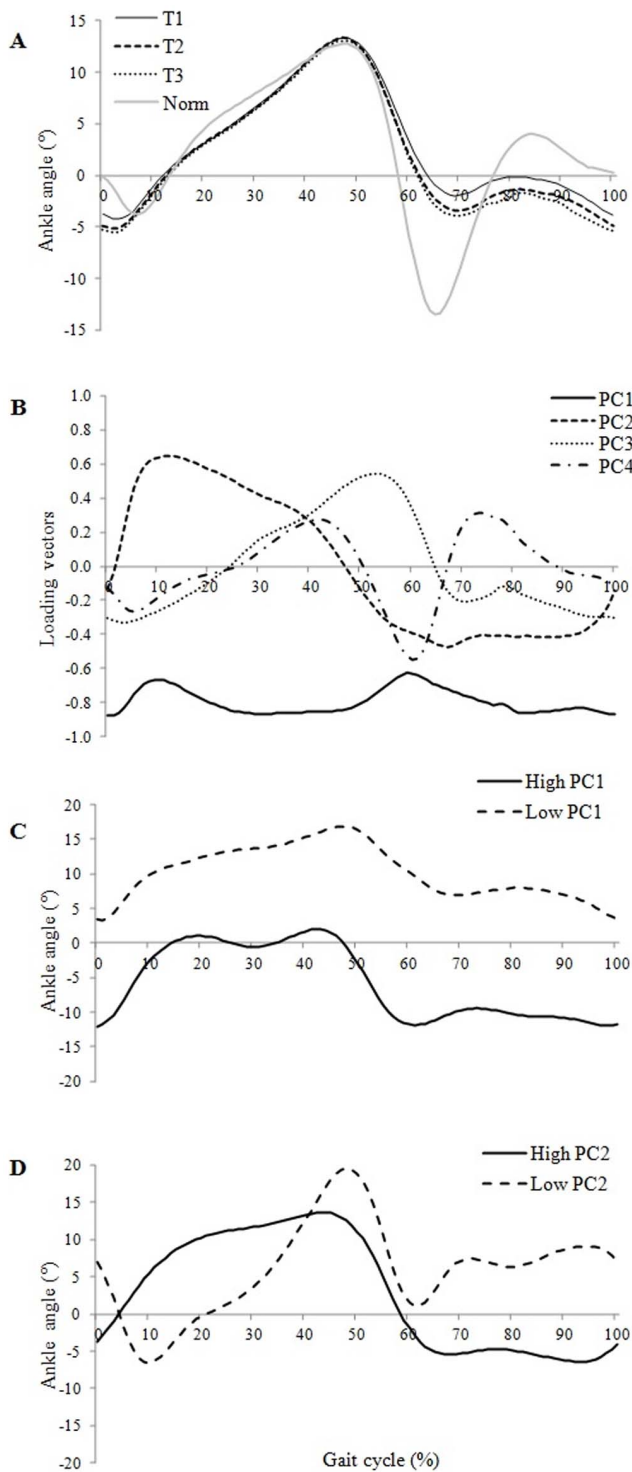 A
T1
T2
T3
Norm
Ankle angle (°)
15
10
5
0
-5
-10
-15
0 10 20 30 40 50 60 70 80 90 100
B
PC1
PC2
PC3
PC4
Loading vectors
1.0
0.8
0.6
0.4
0.2
0.0
-0.2
-0.4
-0.6
-0.8
-1.0
0 10 20 30 40 50 60 70 80 90 100
C
High PC1
Low PC1
Ankle angle (°)
20
15
10
5
0
-5
-10
-15
-20
0 10 20 30 40 50 60 70 80 90 100
D
High PC2
Low PC2
Ankle angle (°)
20
15
10
5
0
-5
-10
-15
-20
0 10 20 30 40 50 60 70 80 90 100
Gait cycle (%)